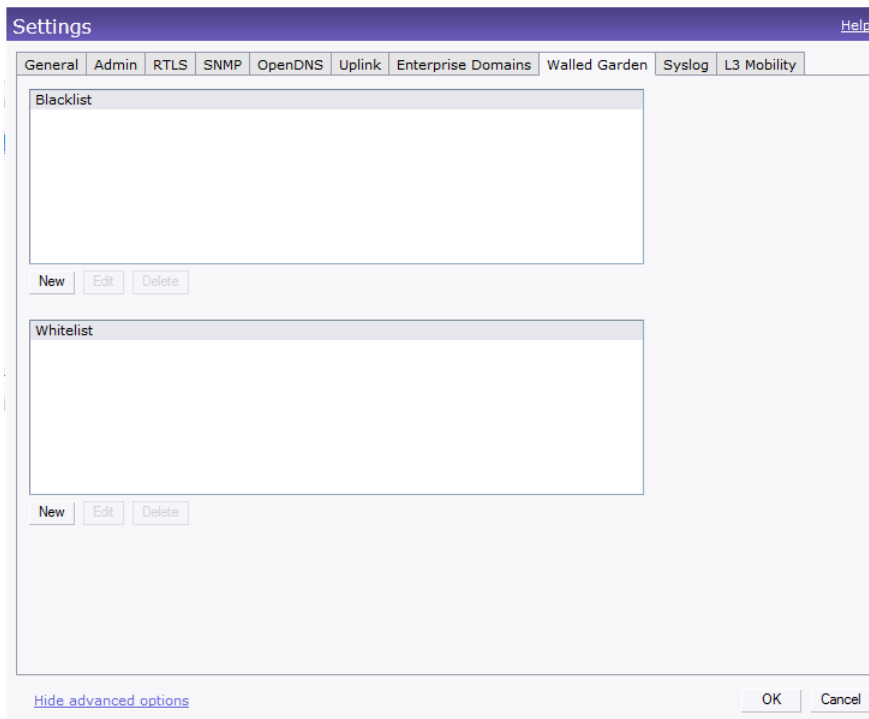 Settings Help
General Admin RTLS SNMP OpenDNS Uplink Enterprise Domains Walled Garden Syslog L3 Mobility
Blacklist
New Edit Delete
Whitelist
New Edit Delete
Hide advanced options OK Cancel